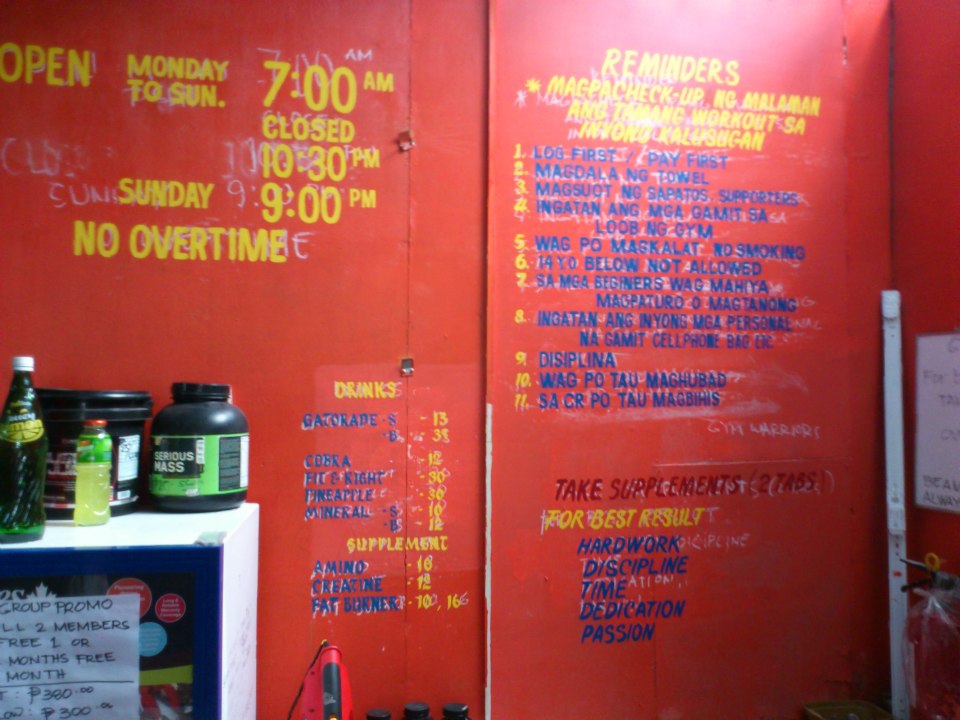 OPEN MONDAY TO SUN. 7:00 AM
CLOSED
10:30 PM
SUNDAY 9:00 PM
NO OVERTIME
REMINDERS
* MAGPACHECK-UP NG MALAMAN
ANG TAMANG WORKOUT SA
INYONG KALUSUGAN
1. LOG FIRST / PAY FIRST
2. MAGDALA NG TOWEL
3. MAGSUOT NG SAPATOS, SUPPORTERS
4. INGATAN ANG MGA GAMIT SA
LOOB NG GYM
5. WAG PO MAGKALAT NO SMOKING
6. 14 Y.O BELOW NOT ALLOWED
7. SA MGA BEGINERS WAG MAHIYA
MAGPATURO O MAGTANONG
8. INGATAN ANG INYONG MGA PERSONAL
NA GAMIT CELLPHONE BAG ETC
9. DISIPLINA
10. WAG PO TAU MAGHUBAD
11. SA CR PO TAU MAGBIHIS
GYM WARRIORS
DRINKS
GATORADE - S - 13
COBRA - 12
FIT & RIGHT - 30
PINEAPPLE - 30
MINERAL - S - 10
- B - 12
SUPPLEMENT
AMINO - 10
CREATINE - 12
FAT BURNER - 10
TAKE SUPPLEMENTS (2 TABS)
FOR BEST RESULT
HARDWORK
DISCIPLINE
TIME
DEDICATION
PASSION
SERIOUS
MASS
GROUP PROMO
2 MEMBERS
FREE 1 OR
MONTHS FREE
MONTH
₱380.00
₱300.00